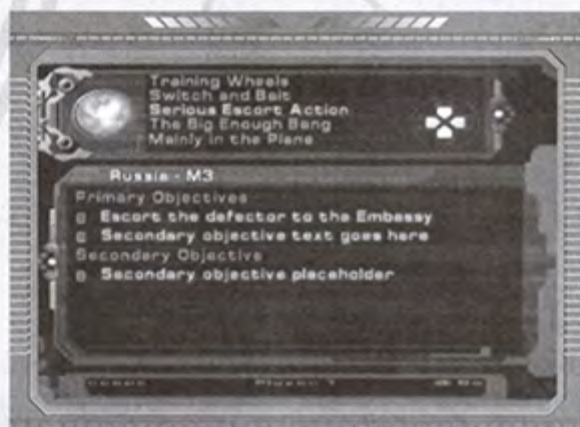 Training Wheels
Switch and Bait
Serious Escort Action
The Big Enough Bang
Mainly in the Plane
Russia - M3
Primary Objectives
Escort the defector to the Embassy
Secondary objective text goes here
Secondary Objective
Secondary objective placeholder